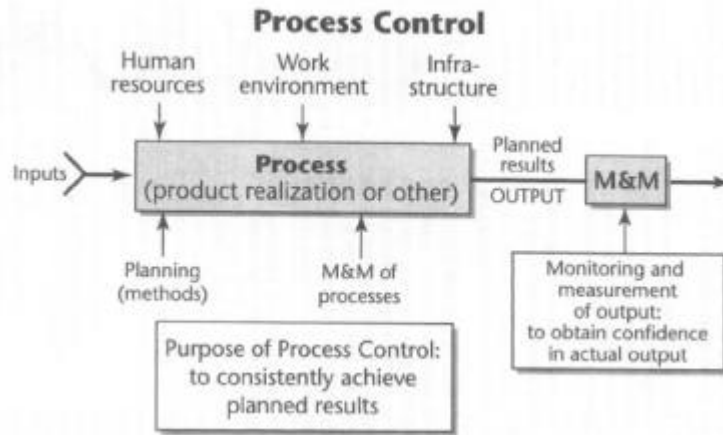 Process Control
Human
resources
Work
environment
Infra-
structure
Inputs
Process
(product realization or other)
Planned
results
OUTPUT
M&M
Planning
(methods)
M&M of
processes
Monitoring and
measurement
of output:
to obtain confidence
in actual output
Purpose of Process Control:
to consistently achieve
planned results